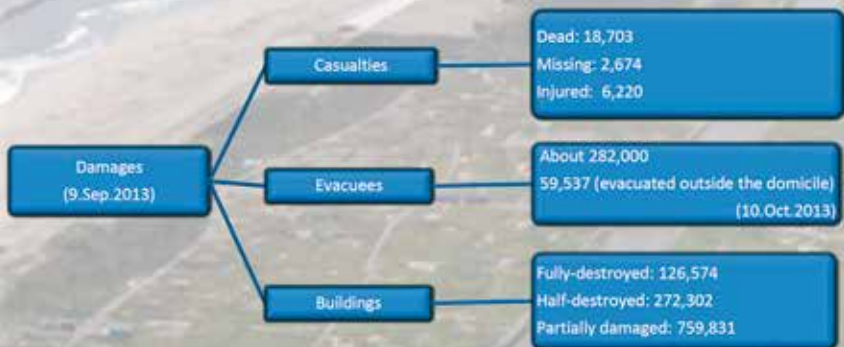 Damages
(9.Sep.2013)
Casualties
Dead: 18,703
Missing: 2,674
Injured: 6,220
Evacuees
About 282,000
59,537 (evacuated outside the domicile)
(10.Oct.2013)
Buildings
Fully-destroyed: 126,574
Half-destroyed: 272,302
Partially damaged: 759,831